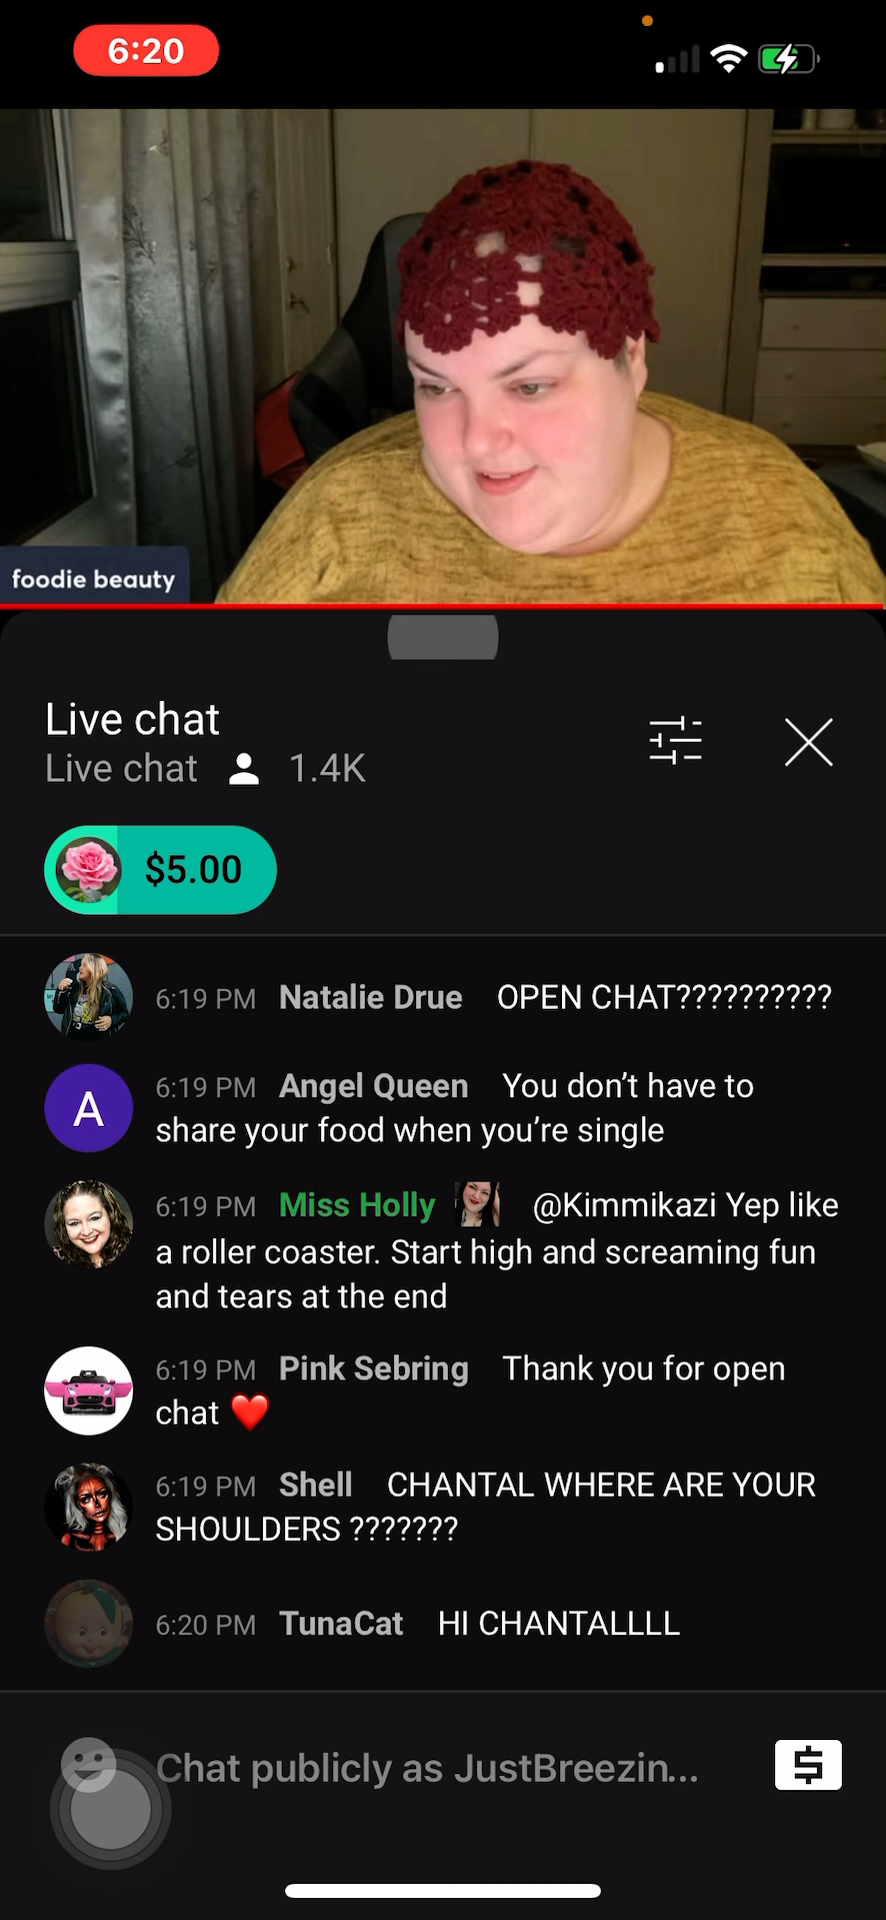 6:20
foodie beauty
Live chat
Live chat 1.4K
$5.00
6:19 PM Natalie Drue OPEN CHAT??????????
6:19 PM Angel Queen You don’t have to
share your food when you’re single
6:19 PM Miss Holly @Kimmikazi Yep like
a roller coaster. Start high and screaming fun
and tears at the end
6:19 PM Pink Sebring Thank you for open
chat ❤️
6:19 PM Shell CHANTAL WHERE ARE YOUR
SHOULDERS ???????
6:20 PM TunaCat HI CHANTALLLL
A
Chat publicly as JustBreezin...
$